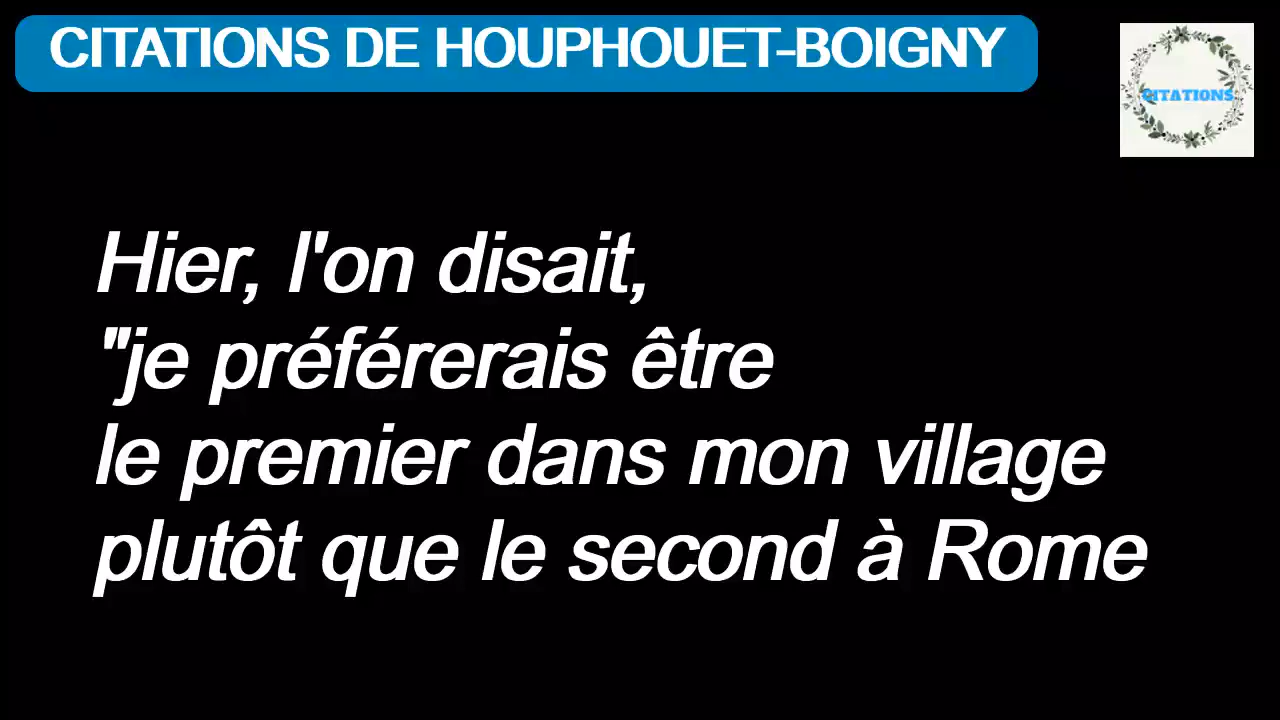 CITATIONS DE HOUPHOUET-BOIGNY
CITATIONS
Hier, l'on disait,
"je préférerais être
le premier dans mon village
plutôt que le second à Rome